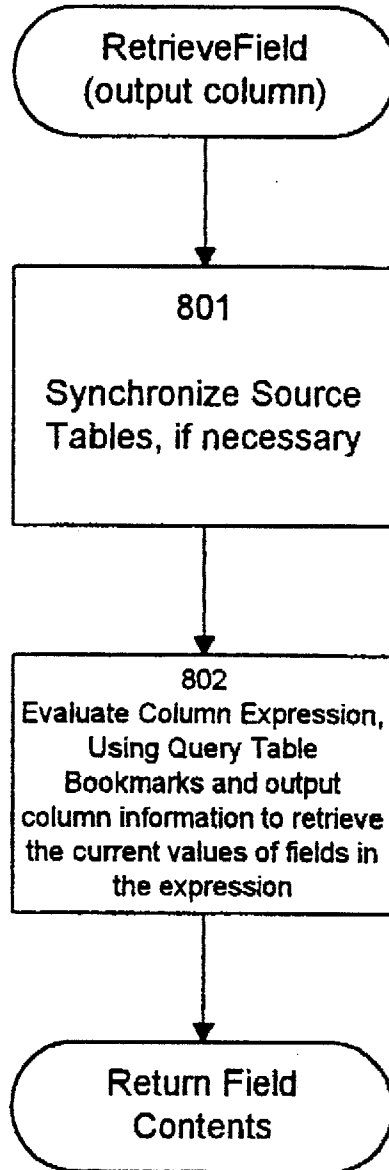 RetrieveField
(output column)
801
Synchronize Source
Tables, if necessary
802
Evaluate Column Expression,
Using Query Table
Bookmarks and output
column information to retrieve
the current values of fields in
the expression
Return Field
Contents